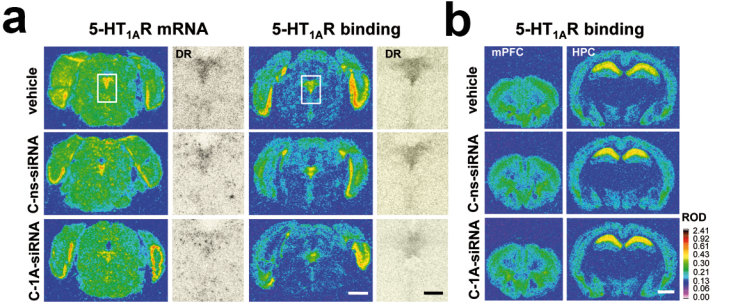 a
5-HT1AR mRNA
5-HT1AR binding
DR
DR
vehicle
C-ns-siRNA
C-1A-siRNA
b
5-HT1AR binding
mPFC
HPC
vehicle
C-ns-siRNA
C-1A-siRNA
ROD
2.41
0.92
0.61
0.43
0.30
0.21
0.13
0.06
0.00